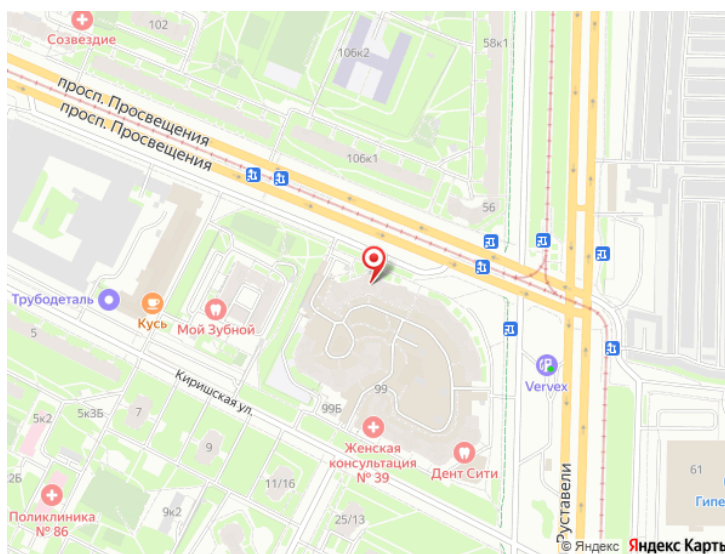 102
Созвездие
106к2
58к1
просп. Просвещения
просп. Просвещения
106к1
56
Трубодеталь
Кусь
Мой Зубной
5
Киришская ул.
Vervex
99
99Б
5к2
5к3Б
7
9
Женская
консультация
№ 39
Дент Сити
61
Гипе
2Б
11/16
Поликлиника
№ 86
9к2
25/13
Руставели
© Яндекс Яндекс Карты